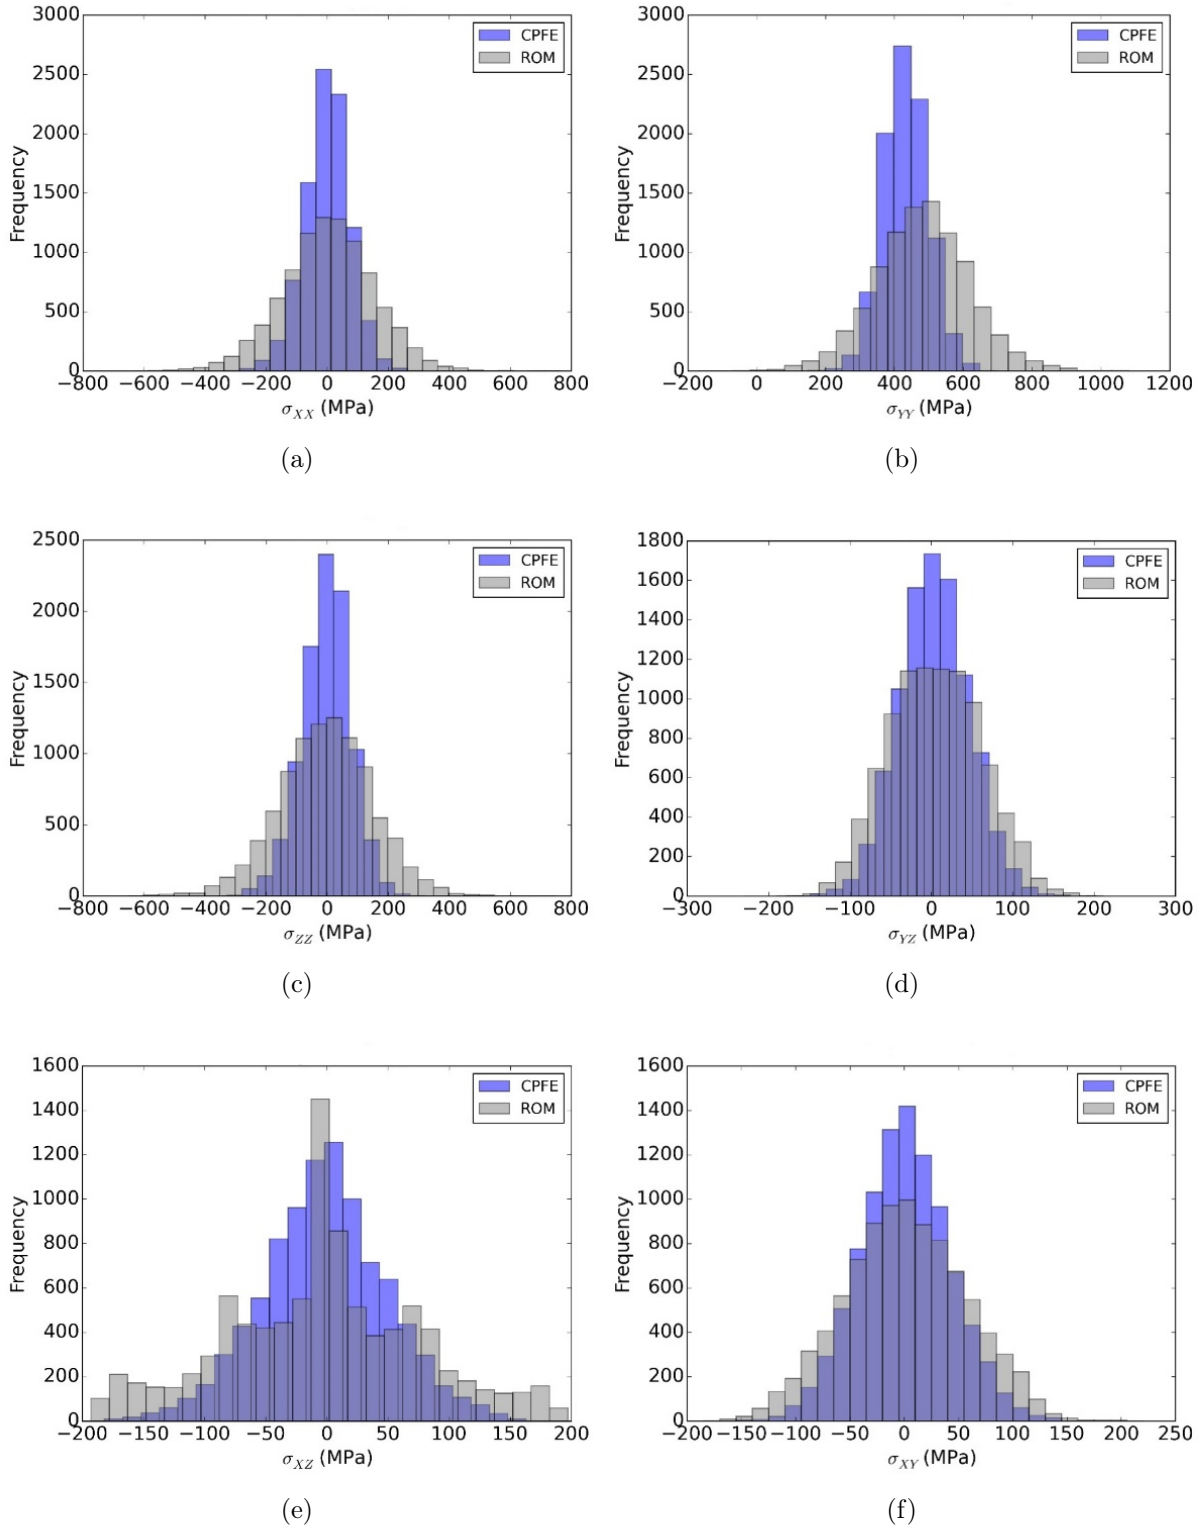 3000
2500
2000
1500
1000
500
0
Frequency
CPFE
ROM
−800 −600 −400 −200 0 200 400 600 800
σXX (MPa)
(a)
3000
2500
2000
1500
1000
500
0
Frequency
CPFE
ROM
−200 0 200 400 600 800 1000 1200
σYY (MPa)
(b)
2500
2000
1500
1000
500
0
Frequency
CPFE
ROM
−800 −600 −400 −200 0 200 400 600 800
σZZ (MPa)
(c)
1800
1600
1400
1200
1000
800
600
400
200
0
Frequency
CPFE
ROM
−300 −200 −100 0 100 200 300
σYZ (MPa)
(d)
1600
1400
1200
1000
800
600
400
200
0
Frequency
CPFE
ROM
−200 −150 −100 −50 0 50 100 150 200
σXZ (MPa)
(e)
1600
1400
1200
1000
800
600
400
200
0
Frequency
CPFE
ROM
−200 −150 −100 −50 0 50 100 150 200 250
σXY (MPa)
(f)